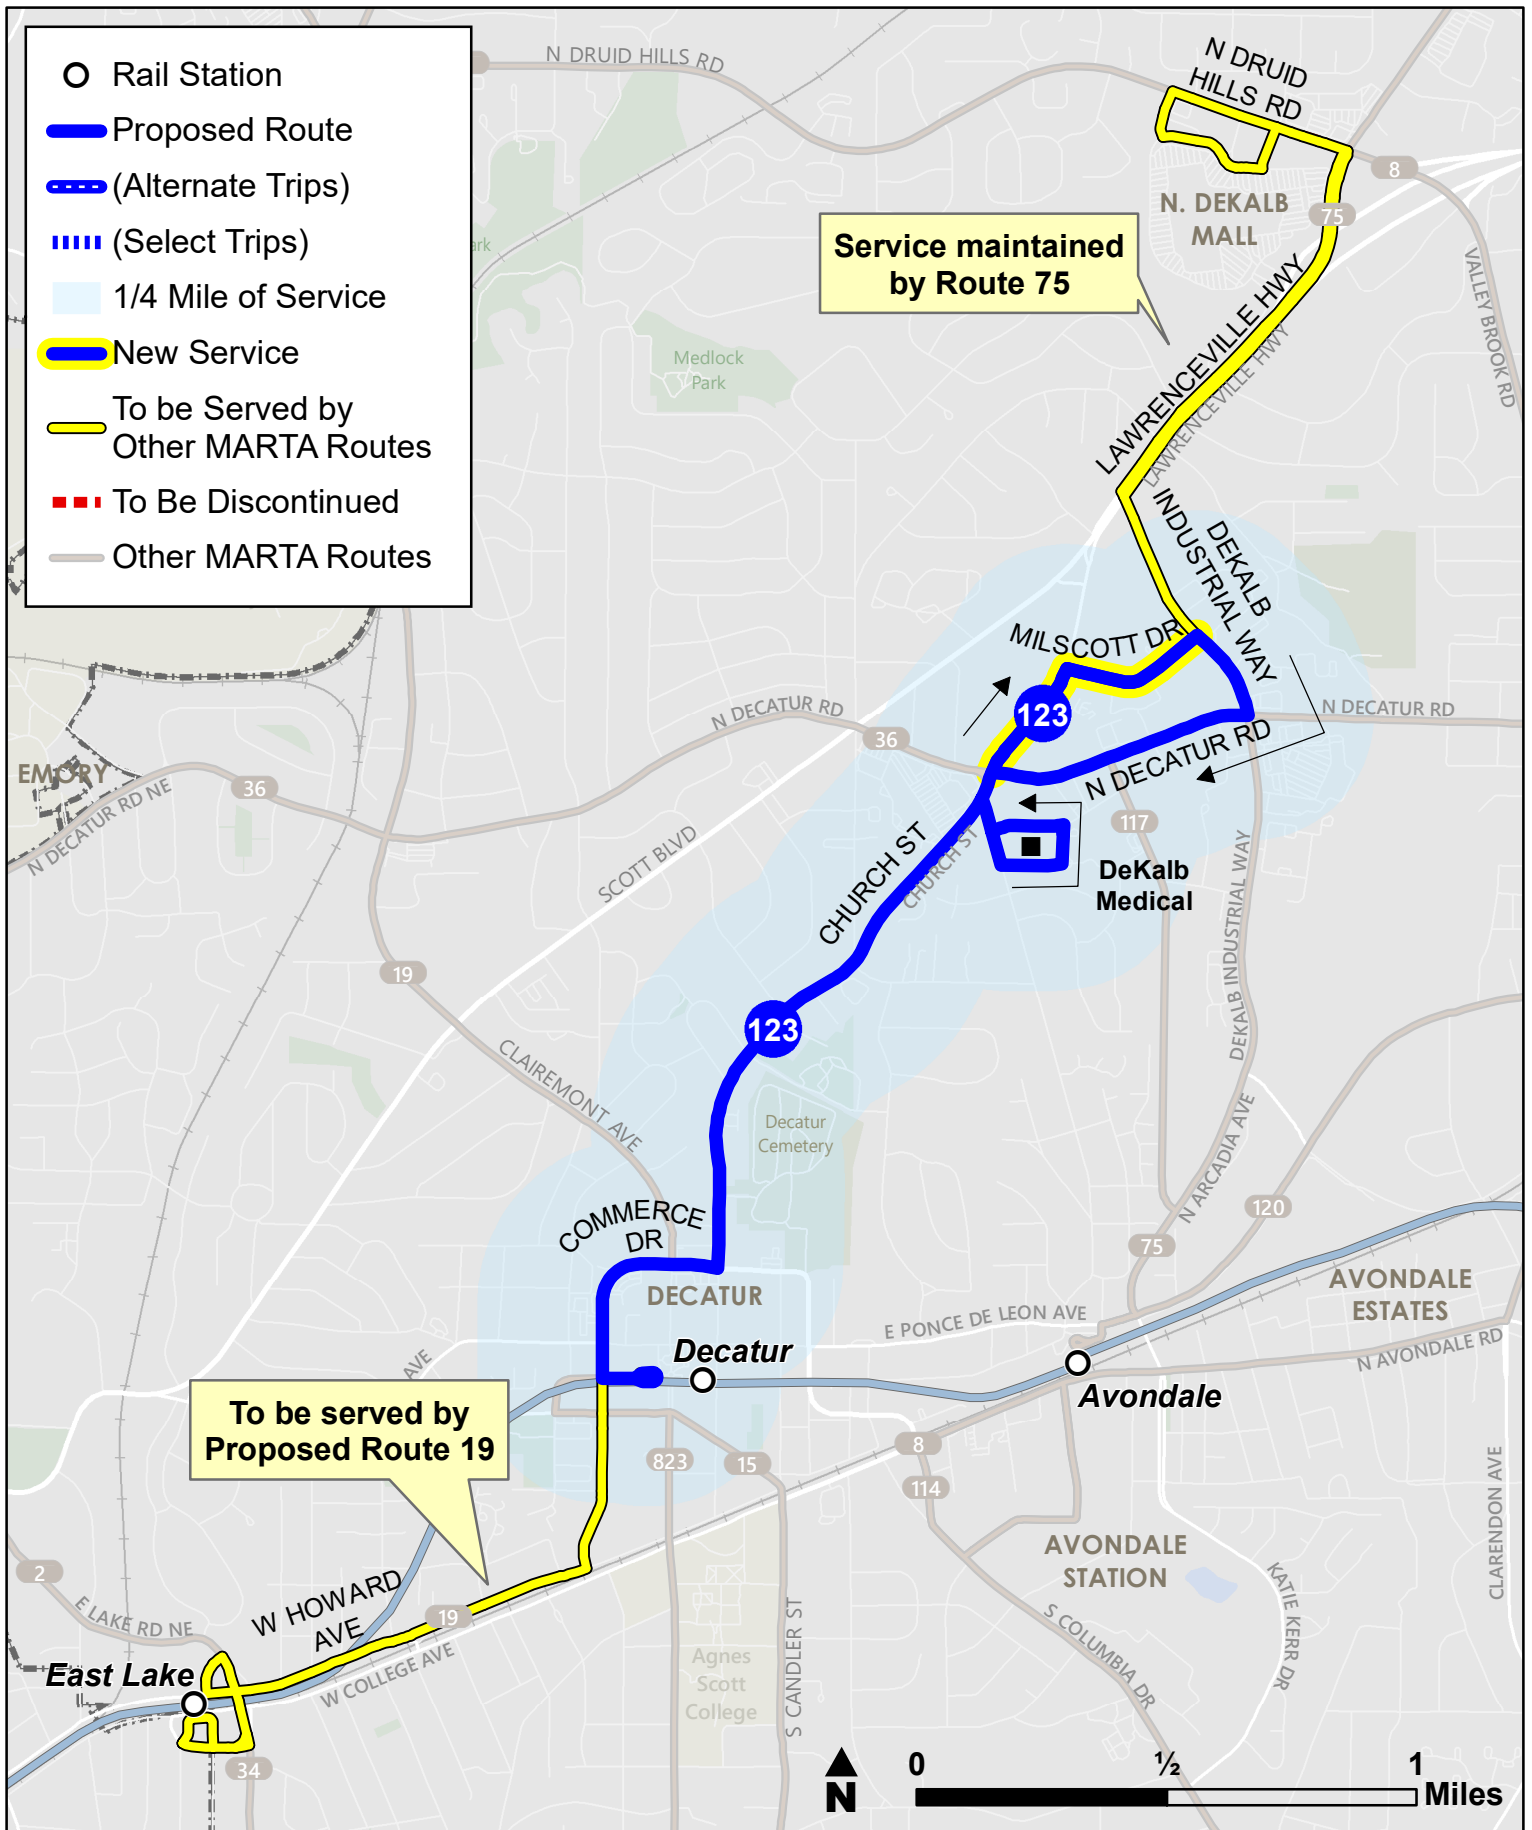 Rail Station
Proposed Route
(Alternate Trips)
(Select Trips)
1/4 Mile of Service
New Service
To be Served by
Other MARTA Routes
To Be Discontinued
Other MARTA Routes
N DRUID HILLS RD
N DRUID
HILLS RD
8
75
N. DEKALB
MALL
Service maintained
by Route 75
VALLEY BROOK RD
LAWRENCEVILLE HWY
LAWRENCEVILLE HWY
Medlock
Park
DEKALB
INDUSTRIAL WAY
MILSCOTT DR
123
N DECATUR RD
N DECATUR RD
36
N DECATUR RD
EMORY
36
N DECATUR RD NE
117
SCOTT BLVD
CHURCH ST
CHURCH ST
DeKalb
Medical
DEKALB INDUSTRIAL WAY
19
123
CLAIREMONT AVE
Decatur
Cemetery
N ARCADIA AVE
COMMERCE
DR
120
75
DECATUR
AVONDALE
ESTATES
E PONCE DE LEON AVE
N AVONDALE RD
Decatur
AVE
Avondale
To be served by
Proposed Route 19
823
15
8
114
CLARENDON AVE
AVONDALE
STATION
2
KATIE KERR DR
E LAKE RD NE
W HOWARD
AVE
19
S COLUMBIA DR
S CANDLER ST
W COLLEGE AVE
Agnes
Scott
College
East Lake
34
N
0
½
1
Miles